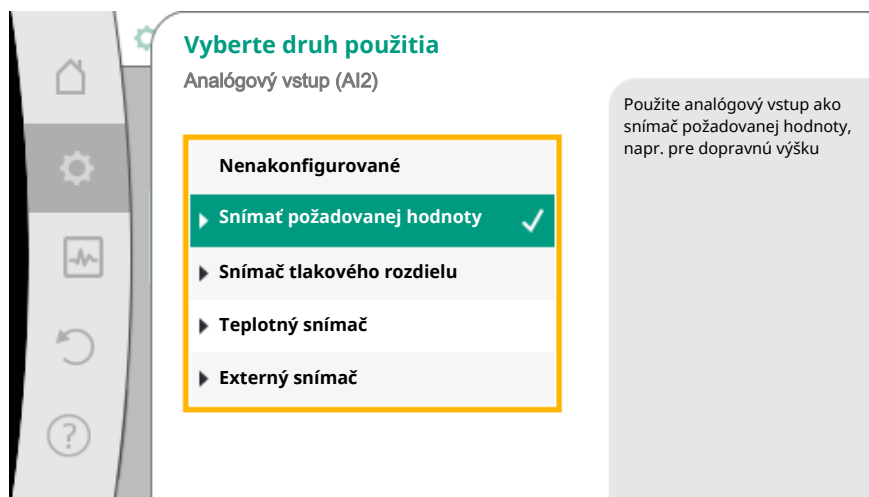 Vyberte druh použitia
Analógový vstup (AI2)
Použite analógový vstup ako
snímač požadovanej hodnoty,
napr. pre dopravnú výšku
Nenakonfigurované
Snímať požadovanej hodnoty
Snímač tlakového rozdielu
Teplotný snímač
Externý snímač
?